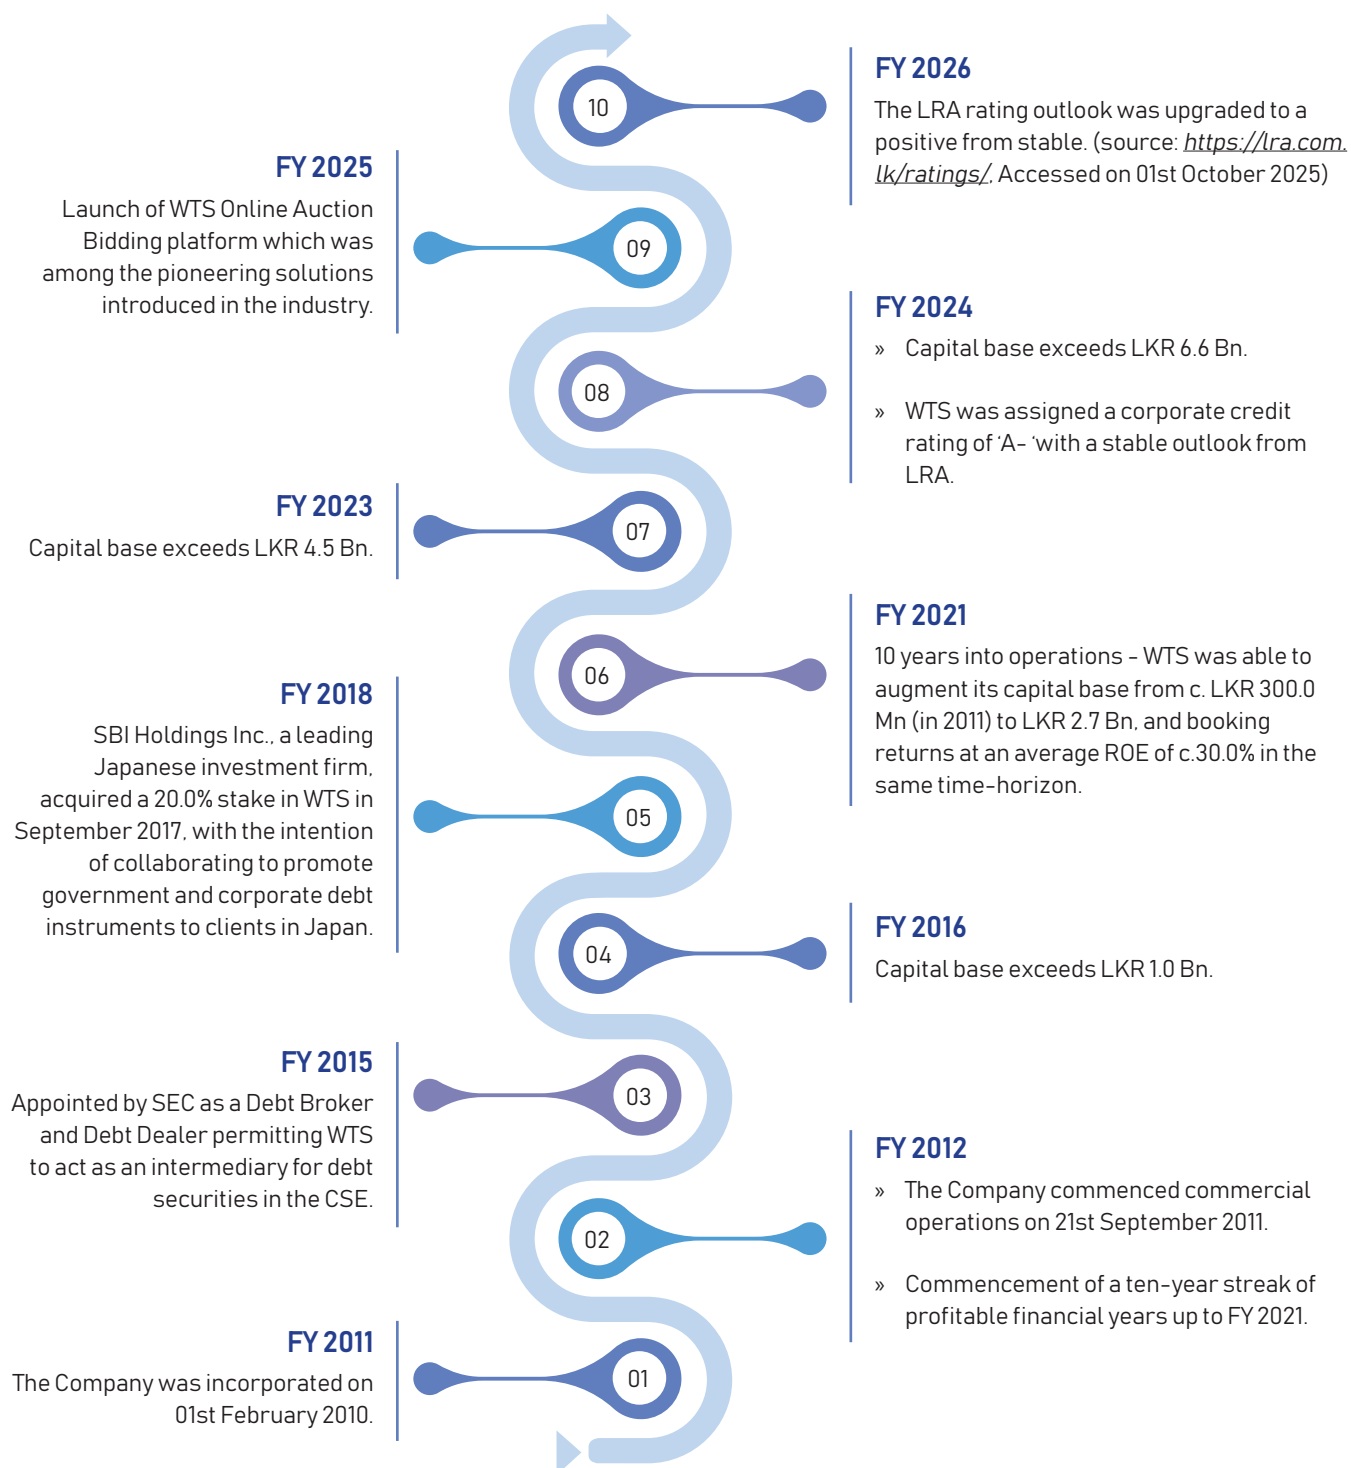 10
FY 2026
The LRA rating outlook was upgraded to a
positive from stable. (source: https://lra.com.
lk/ratings/, Accessed on 01st October 2025)
FY 2025
Launch of WTS Online Auction
Bidding platform which was
among the pioneering solutions
introduced in the industry.
09
08
FY 2024
» Capital base exceeds LKR 6.6 Bn.
» WTS was assigned a corporate credit
rating of ‘A- ‘with a stable outlook from
LRA.
FY 2023
Capital base exceeds LKR 4.5 Bn.
07
06
FY 2021
10 years into operations - WTS was able to
augment its capital base from c. LKR 300.0
Mn (in 2011) to LKR 2.7 Bn, and booking
returns at an average ROE of c.30.0% in the
same time-horizon.
FY 2018
SBI Holdings Inc., a leading
Japanese investment firm,
acquired a 20.0% stake in WTS in
September 2017, with the intention
of collaborating to promote
government and corporate debt
instruments to clients in Japan.
05
04
FY 2016
Capital base exceeds LKR 1.0 Bn.
FY 2015
Appointed by SEC as a Debt Broker
and Debt Dealer permitting WTS
to act as an intermediary for debt
securities in the CSE.
03
02
FY 2012
» The Company commenced commercial
operations on 21st September 2011.
» Commencement of a ten-year streak of
profitable financial years up to FY 2021.
FY 2011
The Company was incorporated on
01st February 2010.
01